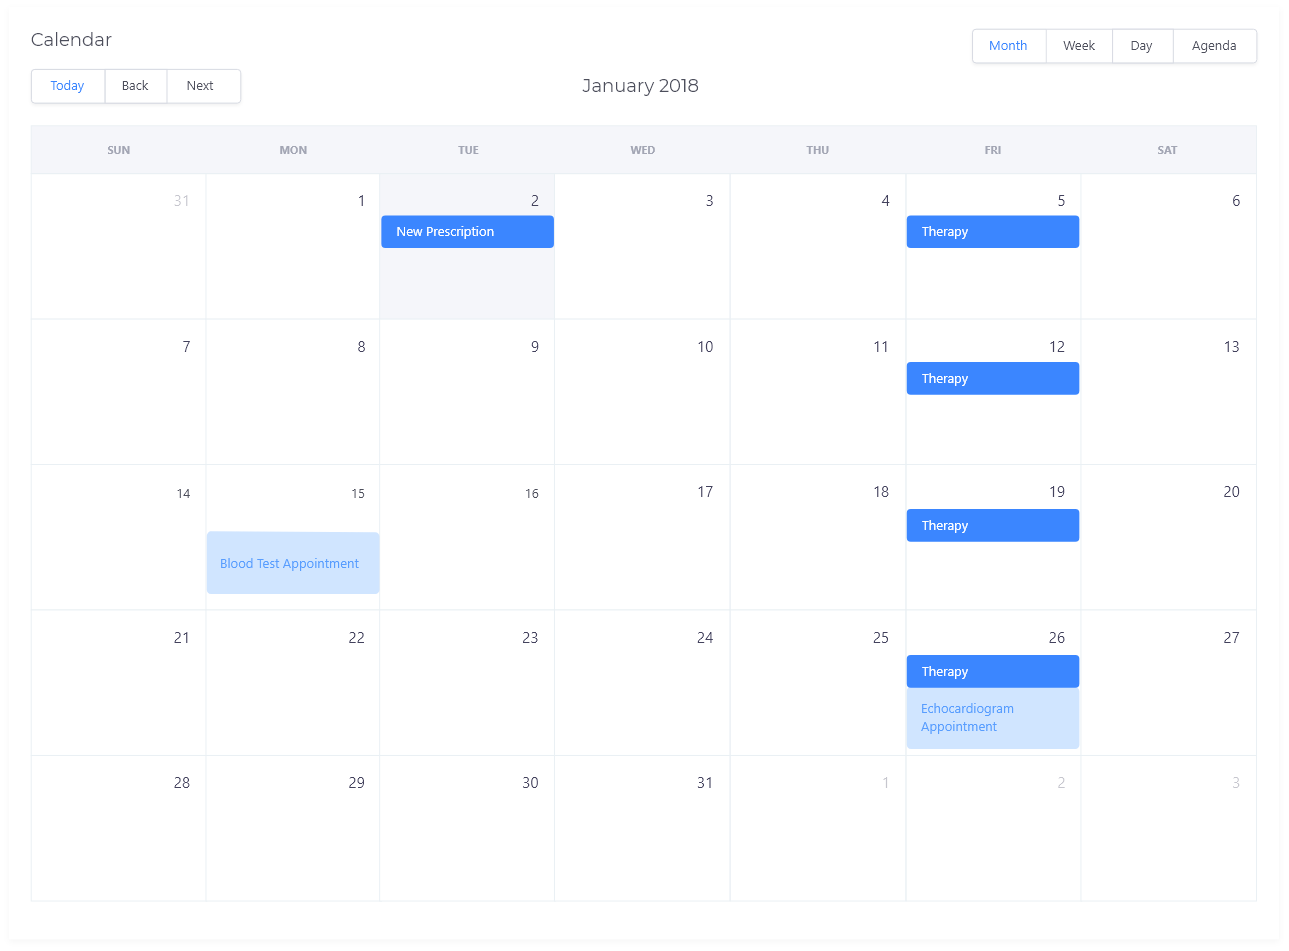 Calendar
Month Week Day Agenda
Today Back Next
January 2018
SUN MON TUE WED THU FRI SAT
31 1 2 3 4 5 6
New Prescription
Therapy
7 8 9 10 11 12 13
Therapy
14 15 16 17 18 19 20
Therapy
Blood Test Appointment
21 22 23 24 25 26 27
Therapy
Echocardiogram
Appointment
28 29 30 31 1 2 3